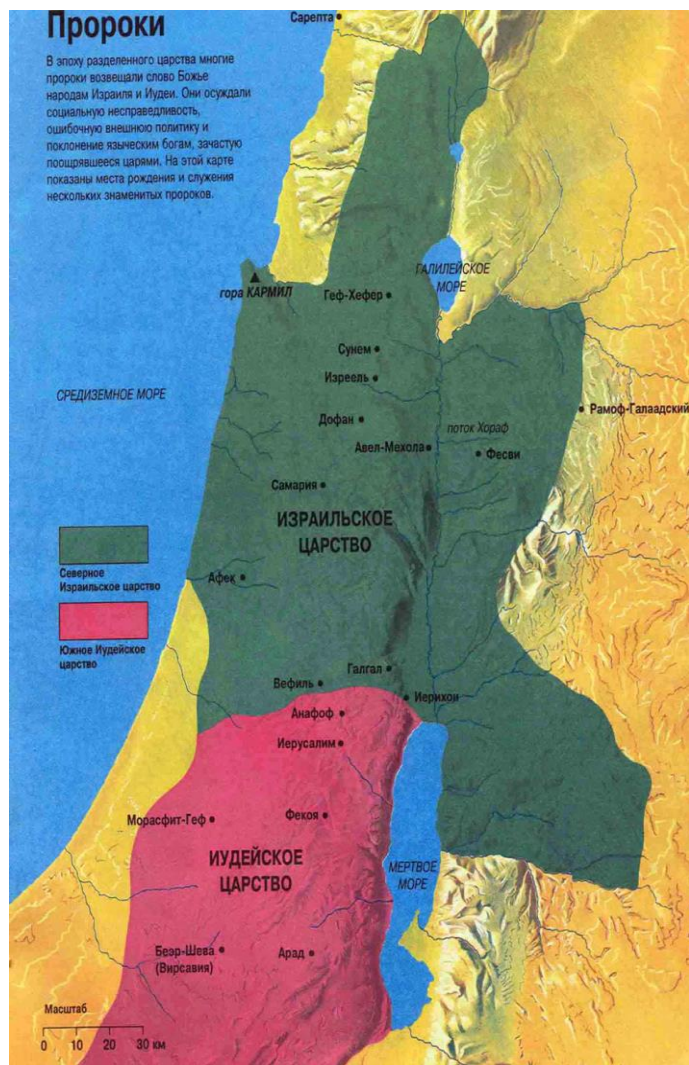 Пророки
В эпоху разделенного царства многие
пророки возвещали слово Божье
народам Израиля и Иудеи. Они осуждали
социальную несправедливость,
ошибочную внешнюю политику и
поклонение языческим богам, зачастую
поощрявшееся царями. На этой карте
показаны места рождения и служения
нескольких знаменитых пророков.
Сарепта
ГАЛИЛЕЙСКОЕ
МОРЕ
гора КАРМИЛ
Геф-Хефер
Сунем
Изреель
СРЕДИЗЕМНОЕ МОРЕ
Рамоф-Галаадский
Дофан
поток Хораф
Авел-Мехола
Фесви
Самария
ИЗРАИЛЬСКОЕ
ЦАРСТВО
Северное
Израильское царство
Афек
Южное Иудейское
царство
Галгал
Вефиль
Иерихон
Анафоф
Иерусалим
Морасфит-Геф
Фекоя
ИУДЕЙСКОЕ
ЦАРСТВО
МЕРТВОЕ
МОРЕ
Беэр-Шева
(Вирсавия)
Арад
Масштаб
0 10 20 30 км